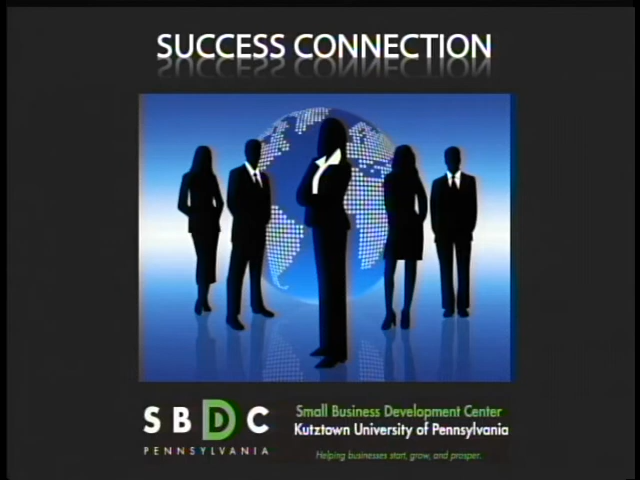 SUCCESS CONNECTION
SBDC
PENNSYLVANIA
Small Business Development Center
Kutztown University of Pennsylvania
Helping businesses start, grow, and prosper.